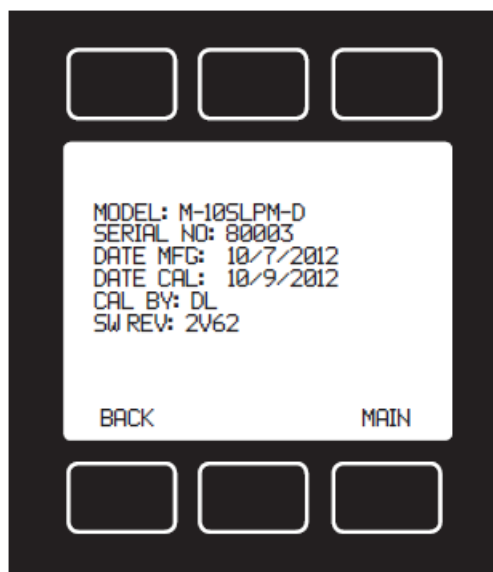 MODEL: M-10SLPM-D
SERIAL NO: 80003
DATE MFG: 10/7/2012
DATE CAL: 10/9/2012
CAL BY: DL
SW REV: 2V62
BACK MAIN